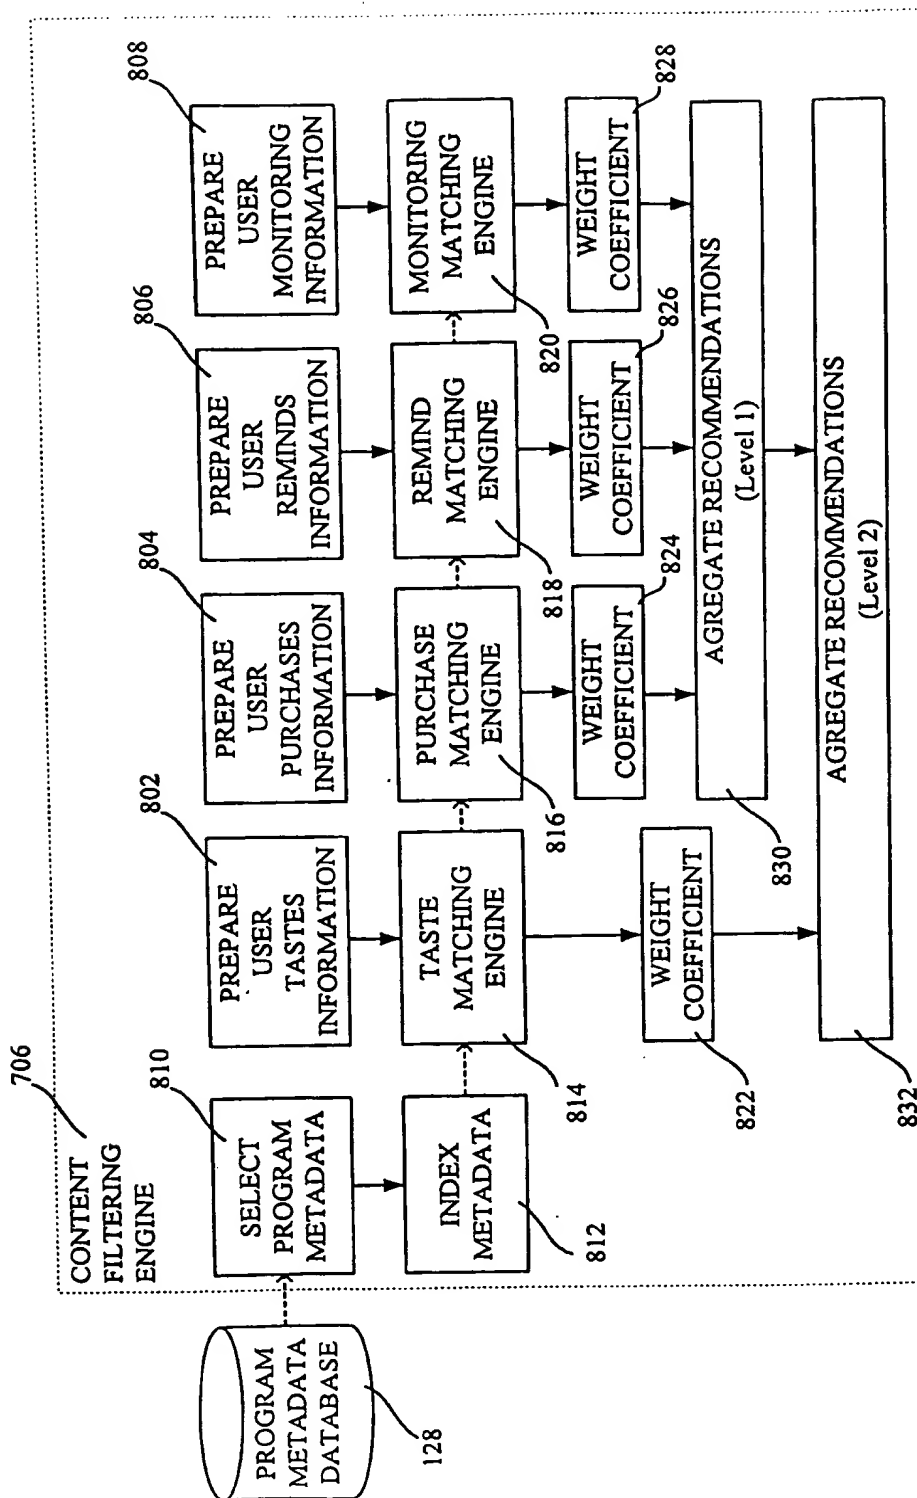 CONTENT
FILTERING
ENGINE
706
PROGRAM
METADATA
DATABASE
128
SELECT
PROGRAM
METADATA
810
INDEX
METADATA
812
PREPARE
USER
TASTES
INFORMATION
802
PREPARE
USER
PURCHASES
INFORMATION
804
PREPARE
USER
REMINDS
INFORMATION
806
PREPARE
USER
MONITORING
INFORMATION
808
TASTE
MATCHING
ENGINE
814
PURCHASE
MATCHING
ENGINE
816
REMIND
MATCHING
ENGINE
818
MONITORING
MATCHING
ENGINE
820
WEIGHT
COEFFICIENT
822
WEIGHT
COEFFICIENT
824
WEIGHT
COEFFICIENT
826
WEIGHT
COEFFICIENT
828
AGREGATE RECOMMENDATIONS
(Level 1)
830
AGREGATE RECOMMENDATIONS
(Level 2)
832